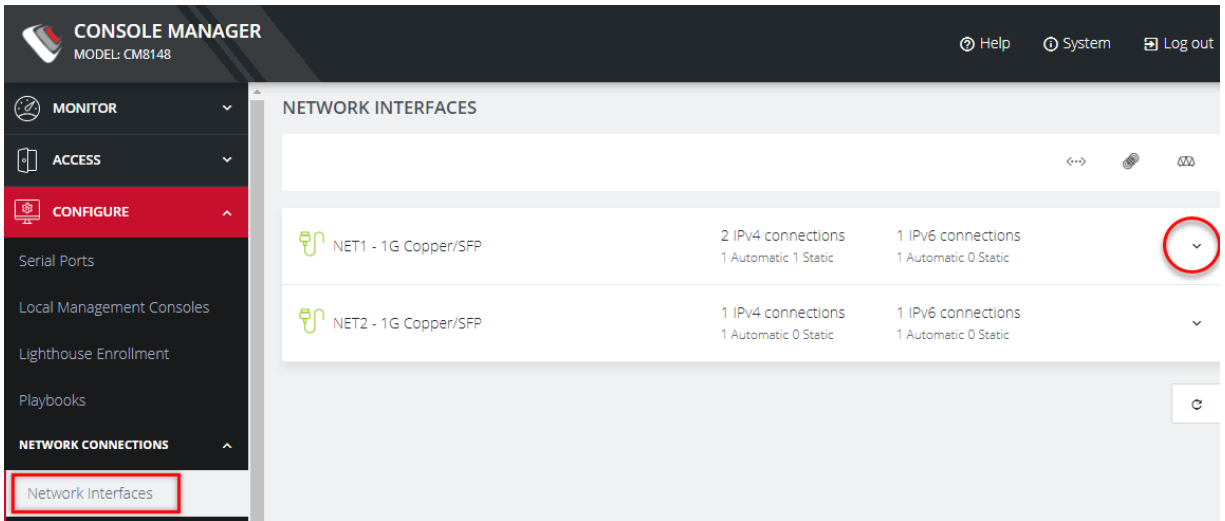 CONSOLE MANAGER
MODEL: CM8148
Help System Log out
MONITOR
ACCESS
CONFIGURE
Serial Ports
Local Management Consoles
Lighthouse Enrollment
Playbooks
NETWORK CONNECTIONS
Network Interfaces
NETWORK INTERFACES
NET1 - 1G Copper/SFP
2 IPv4 connections
1 Automatic 1 Static
1 IPv6 connections
1 Automatic 0 Static
NET2 - 1G Copper/SFP
1 IPv4 connections
1 Automatic 0 Static
1 IPv6 connections
1 Automatic 0 Static